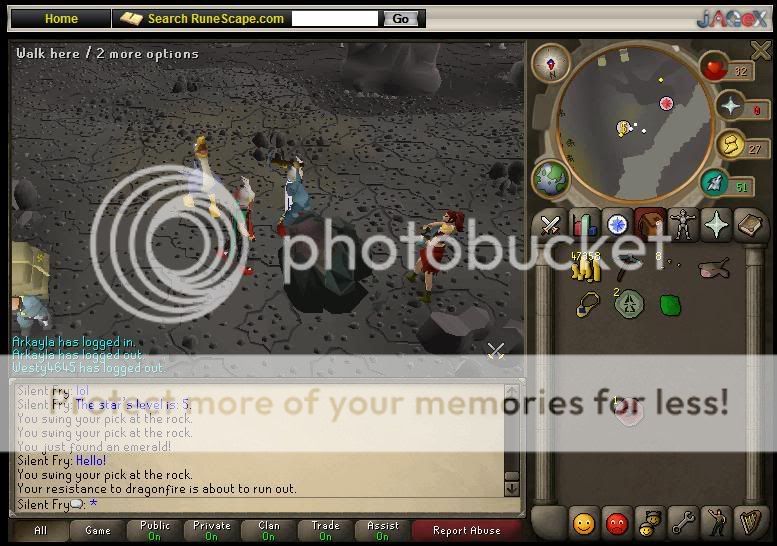 Home
Search RuneScape.com
Go
JAGEX
Walk here / 2 more options
32
N
0
27
51
47358
8
2
1
photobucket
Arkayla has logged in.
Arkayla has logged out.
Westy4645 has logged out.
more of your memories for less!
Silent Fry: lol
Silent Fry: The star's level is: 5.
You swing your pick at the rock.
You swing your pick at the rock.
You just found an emerald!
Silent Fry: Hello!
You swing your pick at the rock.
Your resistance to dragonfire is about to run out.
Silent Fry: *
All
Game
Public
On
Private
On
Clan
On
Trade
On
Assist
On
Report Abuse